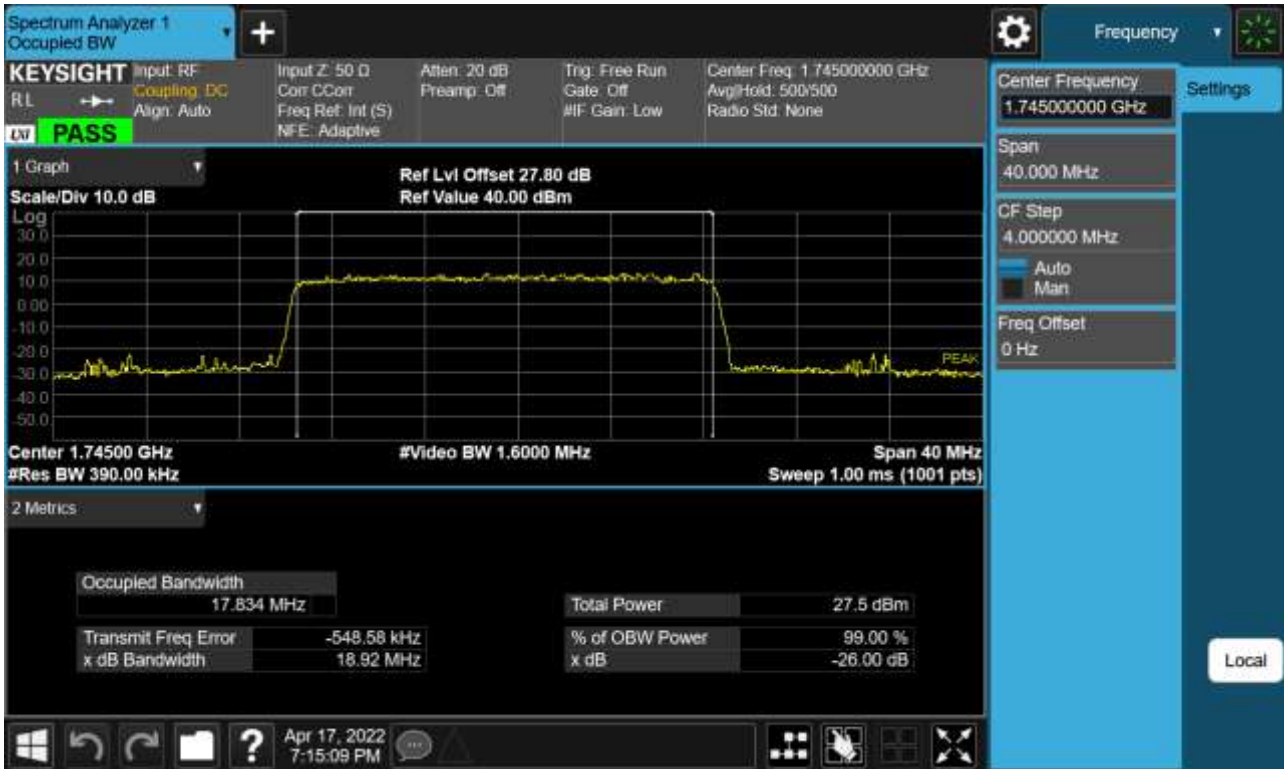 Spectrum Analyzer 1
Occupied BW
Frequency
KEYSIGHT
RL
PASS
Input: RF
Coupling: DC
Align: Auto
Input Z: 50 Ω
Corr CCorr
Freq Ref: Int (S)
NFE: Adaptive
Atten: 20 dB
Preamp: Off
Trig: Free Run
Gate: Off
#IF Gain: Low
Center Freq: 1.745000000 GHz
Avg|Hold: 500/500
Radio Std: None
Center Frequency
1.745000000 GHz
Settings
Span
40.000 MHz
CF Step
4.000000 MHz
Auto
Man
Freq Offset
0 Hz
Local
1 Graph
Scale/Div 10.0 dB
Ref Lvl Offset 27.80 dB
Ref Value 40.00 dBm
Log
30.0
20.0
10.0
0.00
-10.0
-20.0
-30.0
-40.0
-50.0
PEAK
Center 1.74500 GHz
#Res BW 390.00 kHz
#Video BW 1.6000 MHz
Span 40 MHz
Sweep 1.00 ms (1001 pts)
2 Metrics
Occupied Bandwidth
17.834 MHz
Total Power 27.5 dBm
Transmit Freq Error -548.58 kHz
% of OBW Power 99.00 %
x dB Bandwidth 18.92 MHz
x dB -26.00 dB
Apr 17, 2022
7:15:09 PM